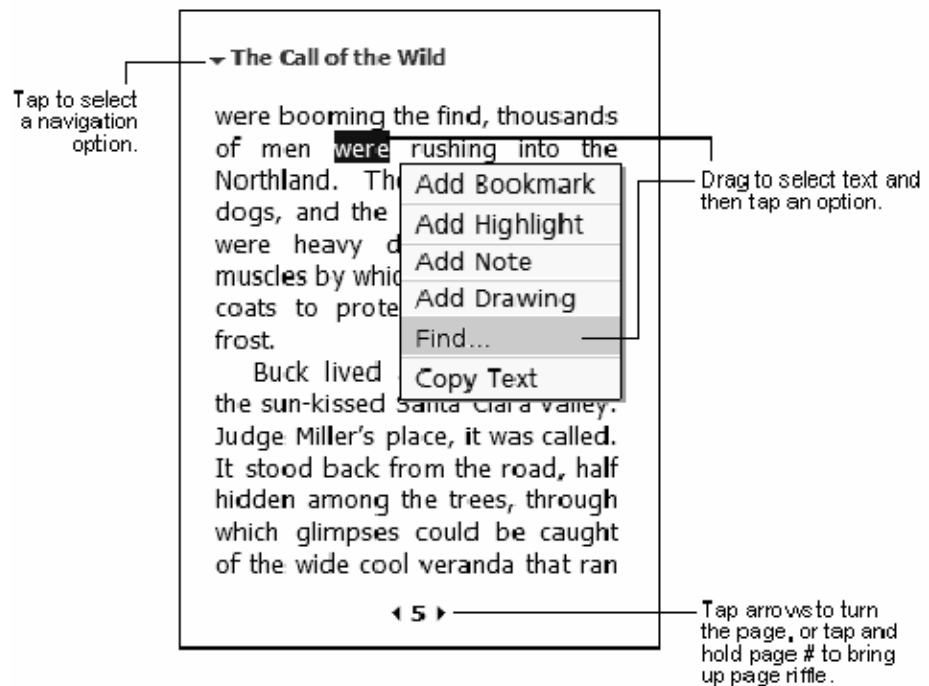 The Call of the Wild
Tap to select
a navigation
option.
were booming the find, thousands
of men were rushing into the
Northland. The
dogs, and the
were heavy d
muscles by whic
coats to prote
frost.
Add Bookmark
Add Highlight
Add Note
Add Drawing
Find...
Copy Text
Drag to select text and
then tap an option.
Buck lived
the sun-kissed Santa Clara Valley.
Judge Miller's place, it was called.
It stood back from the road, half
hidden among the trees, through
which glimpses could be caught
of the wide cool veranda that ran
5
Tap arrows to turn
the page, or tap and
hold page # to bring
up page riffle.